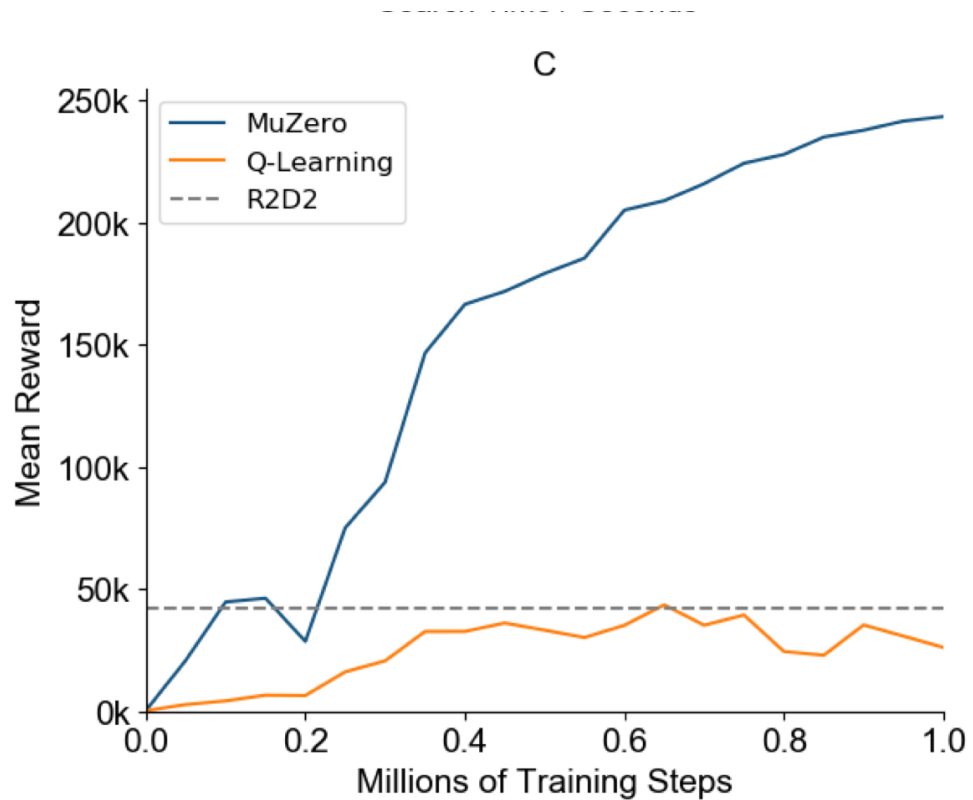 C
250k
MuZero
Q-Learning
R2D2
200k
150k
100k
50k
0k
Mean Reward
0.0 0.2 0.4 0.6 0.8 1.0
Millions of Training Steps